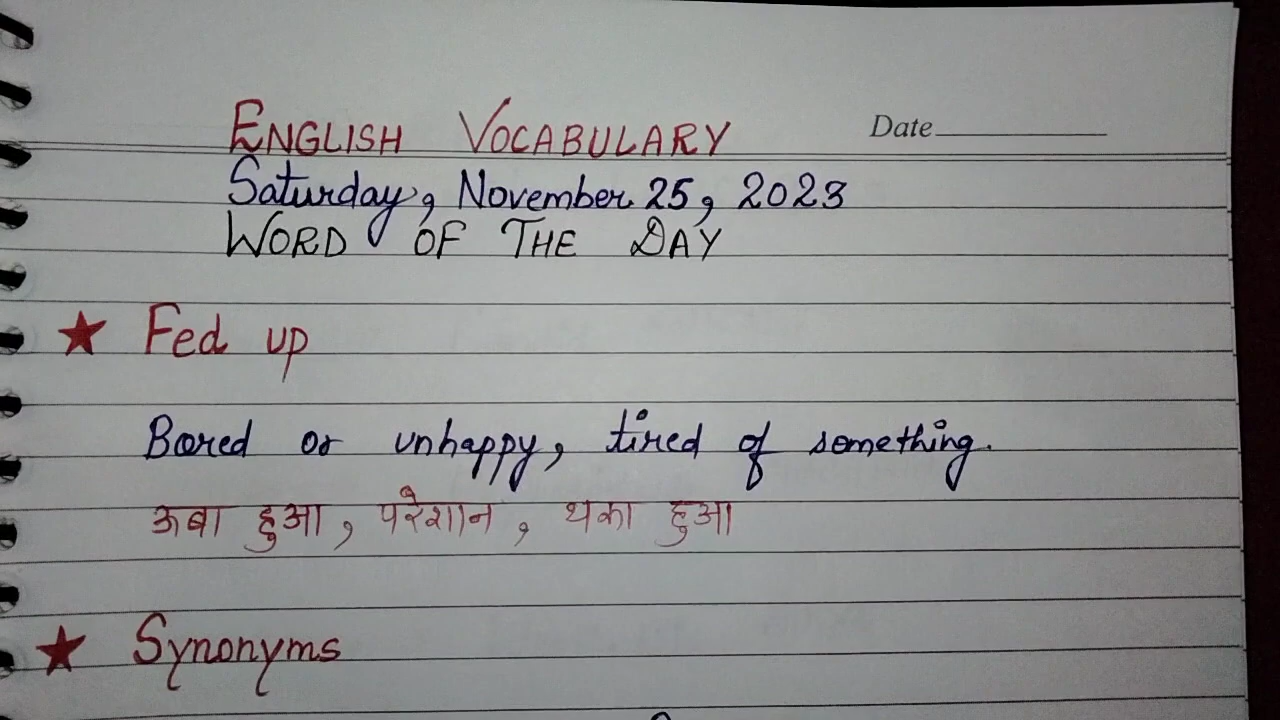 ENGLISH VOCABULARY Date
Saturday, November 25, 2023
WORD OF THE DAY
★ Fed up
Bored or unhappy, tired of something.
ऊबा हुआ, परेशान, थका हुआ
★ Synonyms